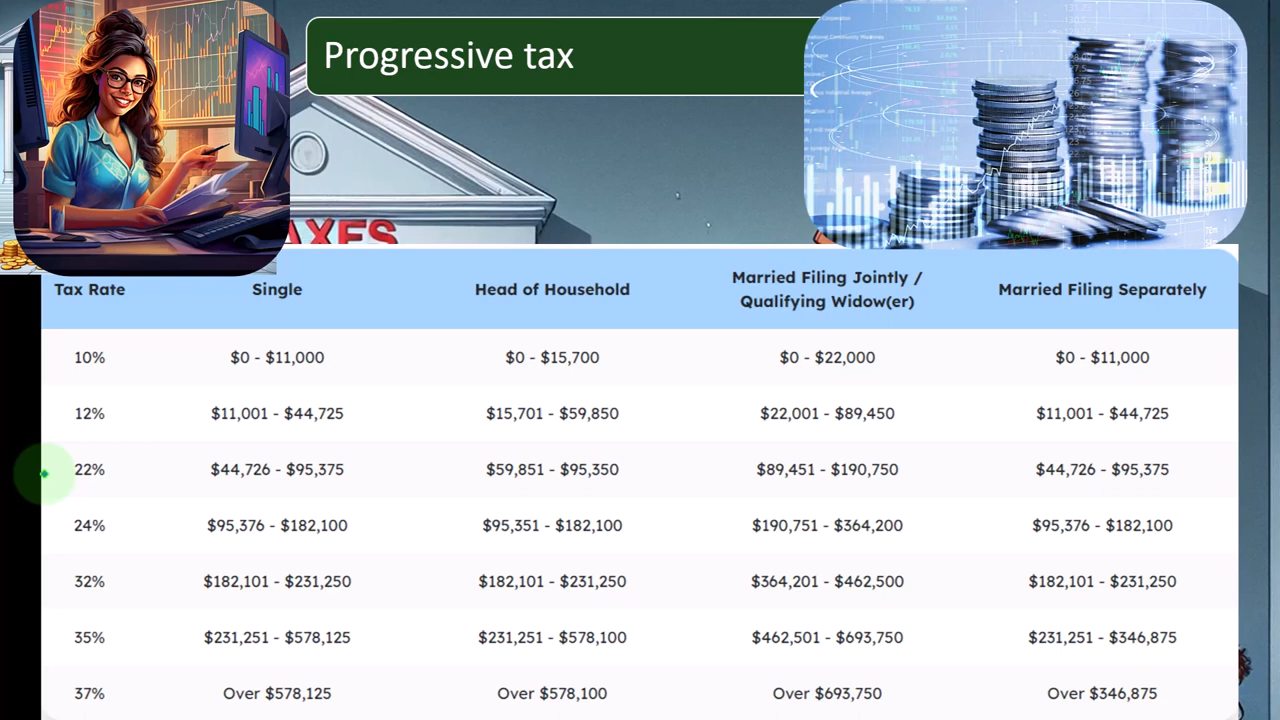 Progressive tax
AXES
Tax Rate Single Head of Household Married Filing Jointly / Qualifying Widow(er) Married Filing Separately
10% $0 - $11,000 $0 - $15,700 $0 - $22,000 $0 - $11,000
12% $11,001 - $44,725 $15,701 - $59,850 $22,001 - $89,450 $11,001 - $44,725
22% $44,726 - $95,375 $59,851 - $95,350 $89,451 - $190,750 $44,726 - $95,375
24% $95,376 - $182,100 $95,351 - $182,100 $190,751 - $364,200 $95,376 - $182,100
32% $182,101 - $231,250 $182,101 - $231,250 $364,201 - $462,500 $182,101 - $231,250
35% $231,251 - $578,125 $231,251 - $578,100 $462,501 - $693,750 $231,251 - $346,875
37% Over $578,125 Over $578,100 Over $693,750 Over $346,875